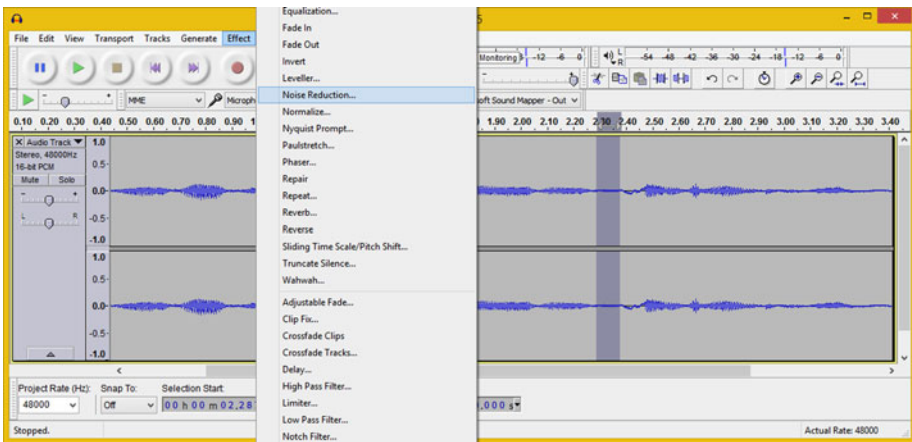 5
File Edit View Transport Tracks Generate Effect
Equalization...
Fade In
Fade Out
Invert
Leveller...
Noise Reduction...
Normalize...
Nyquist Prompt...
Paulstretch...
Phaser...
Repair
Repeat...
Reverb...
Reverse
Sliding Time Scale/Pitch Shift...
Truncate Silence...
Wahwah...
Adjustable Fade...
Clip Fix...
Crossfade Clips
Crossfade Tracks...
Delay...
High Pass Filter...
Limiter...
Low Pass Filter...
Notch Filter...
Monitoring -12 -6 0 L R -54 -48 -42 -36 -30 -24 -18 -12 -6 0
MME Microph oft Sound Mapper - Out
0.10 0.20 0.30 0.40 0.50 0.60 0.70 0.80 0.90 1 1.90 2.00 2.10 2.20 2.30 2.40 2.50 2.60 2.70 2.80 2.90 3.00 3.10 3.20 3.30 3.40
X Audio Track 1.0
Stereo, 48000Hz
16-bit PCM 0.5
Mute Solo
- + 0.0
L R -0.5
-1.0
1.0
0.5
0.0
-0.5
-1.0
Project Rate (Hz): Snap To: Selection Start
48000 Off 00 h 00 m 02.28 .000 s
Stopped. Actual Rate: 48000